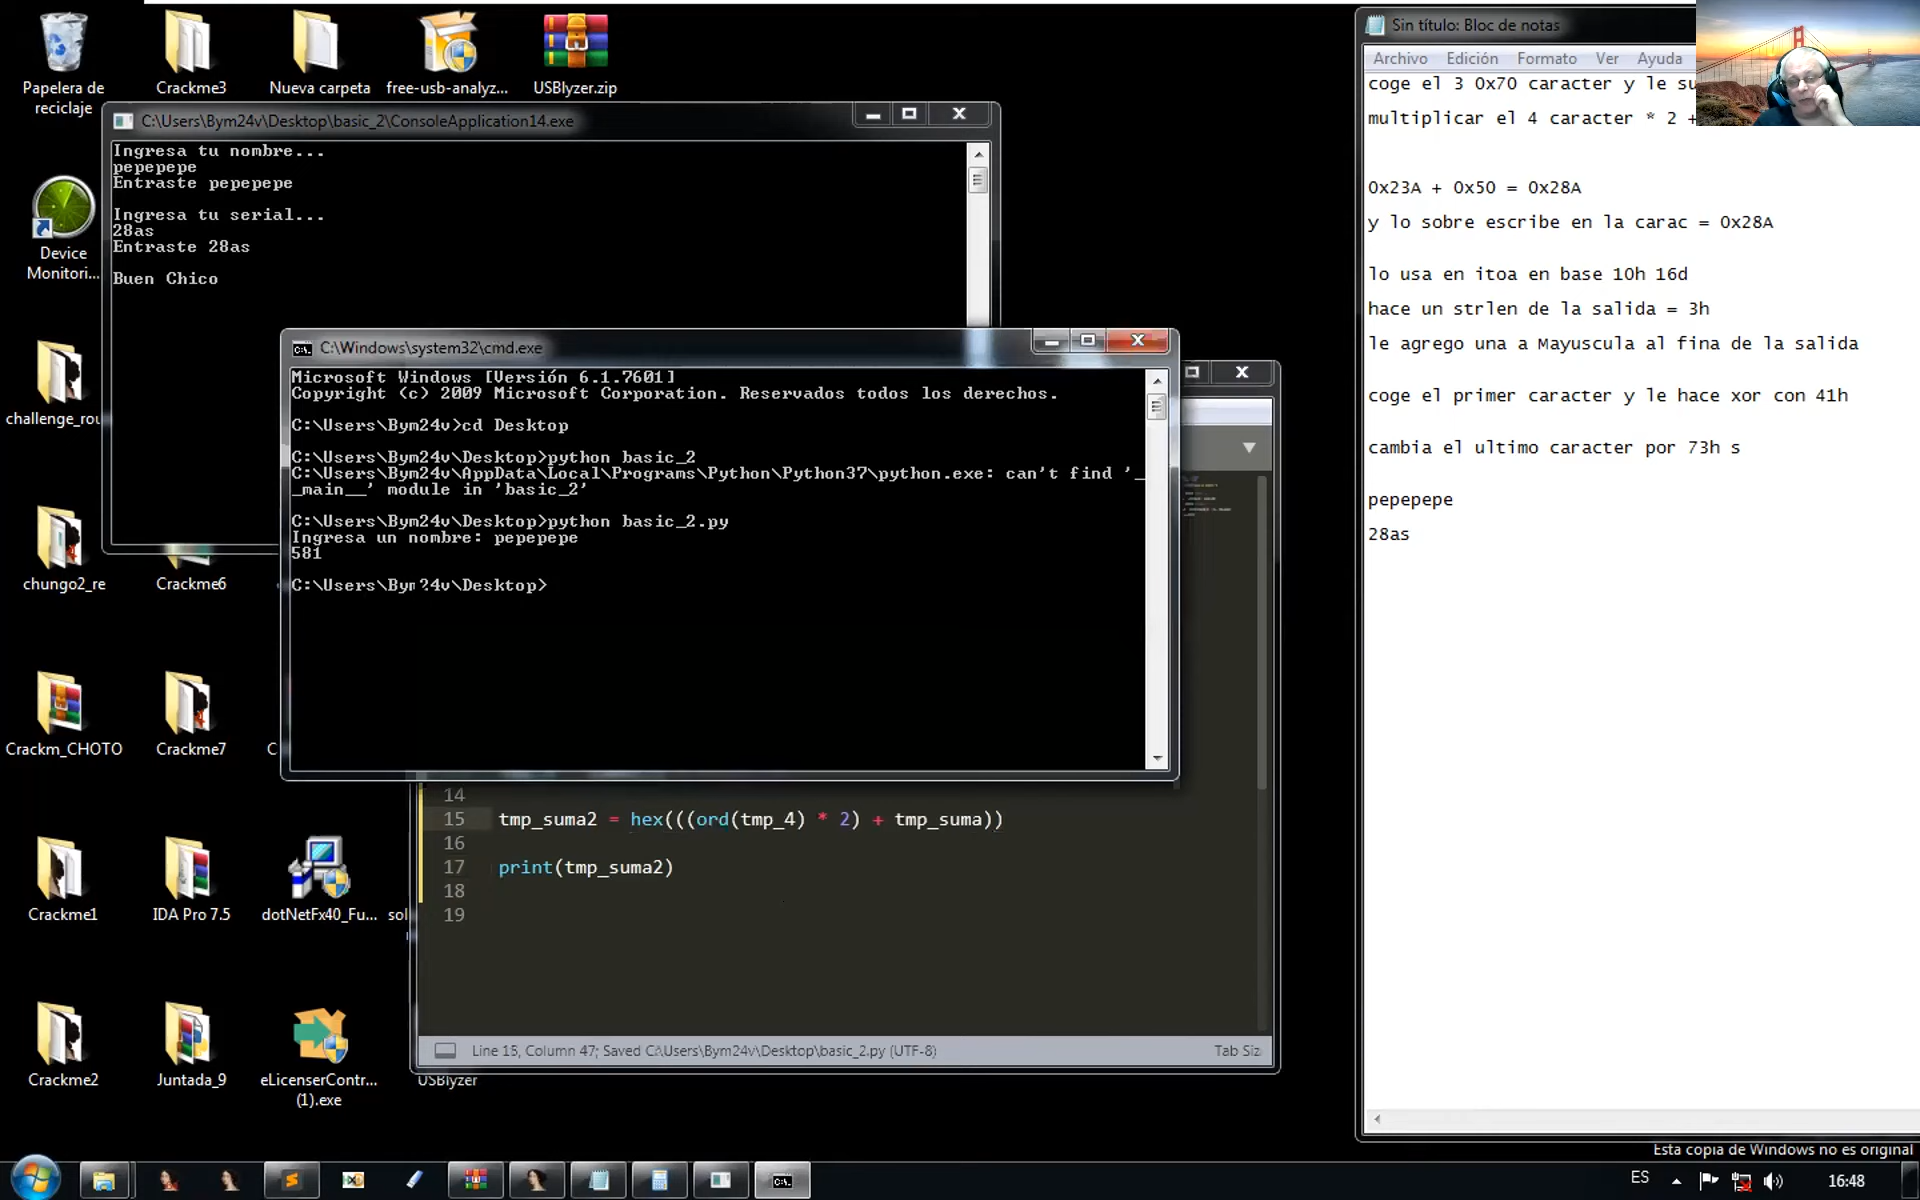 Papelera de
reciclaje
Crackme3
Nueva carpeta
free-usb-analyz...
USBlyzer.zip
C:\Users\Bym24v\Desktop\basic_2\ConsoleApplication14.exe
Ingresa tu nombre...
pepepepe
Entraste pepepepe
Ingresa tu serial...
28as
Entraste 28as
Buen Chico
Device
Monitori...
challenge_rou
chungo2_re
Crackme6
Crackm_CHOTO
Crackme7
C
Crackme1
IDA Pro 7.5
dotNetFx40_Fu...
sol
Crackme2
Juntada_9
eLicenserContr...
(1).exe
USBlyzer
C:\Windows\system32\cmd.exe
Microsoft Windows [Versión 6.1.7601]
Copyright (c) 2009 Microsoft Corporation. Reservados todos los derechos.
C:\Users\Bym24v>cd Desktop
C:\Users\Bym24v\Desktop>python basic_2
C:\Users\Bym24v\AppData\Local\Programs\Python\Python37\python.exe: can't find '_
_main__' module in 'basic_2'
C:\Users\Bym24v\Desktop>python basic_2.py
Ingresa un nombre: pepepepe
581
C:\Users\Bym24v\Desktop>
14
15 tmp_suma2 = hex(((ord(tmp_4) * 2) + tmp_suma))
16
17 print(tmp_suma2)
18
19
Line 15, Column 47; Saved C:\Users\Bym24v\Desktop\basic_2.py (UTF-8)
Tab Siz
Sin título: Bloc de notas
Archivo Edición Formato Ver Ayuda
coge el 3 0x70 caracter y le su
multiplicar el 4 caracter * 2 +
0x23A + 0x50 = 0x28A
y lo sobre escribe en la carac = 0x28A
lo usa en itoa en base 10h 16d
hace un strlen de la salida = 3h
le agrego una a Mayuscula al fina de la salida
coge el primer caracter y le hace xor con 41h
cambia el ultimo caracter por 73h s
pepepepe
28as
Esta copia de Windows no es original
ES
16:48